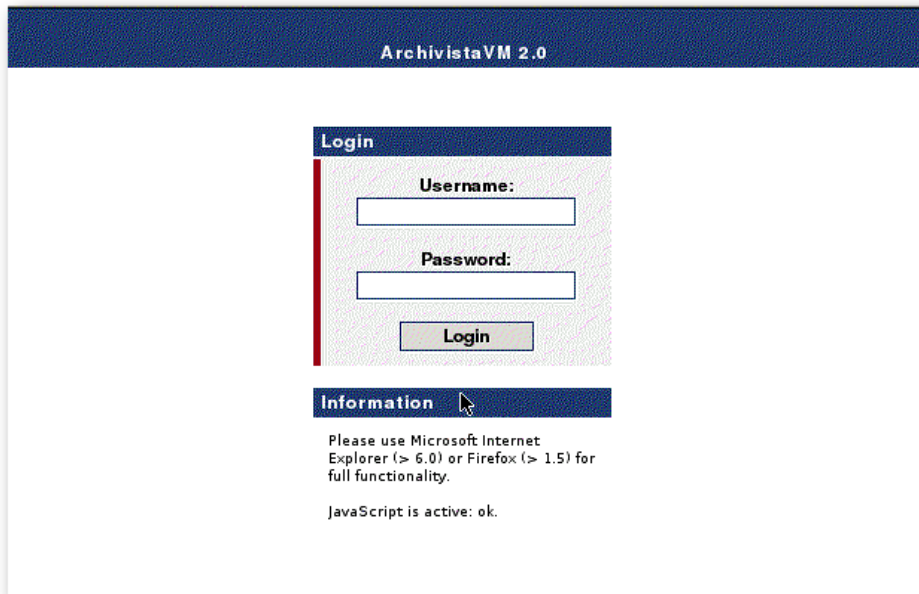 ArchivistaVM 2.0
Login
Username:
Password:
Login
Information
Please use Microsoft Internet
Explorer (> 6.0) or Firefox (> 1.5) for
full functionality.
JavaScript is active: ok.